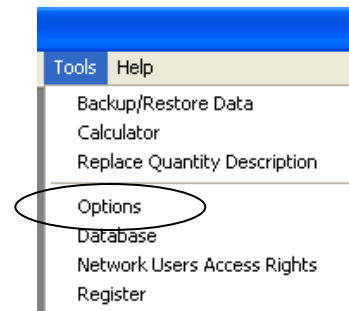 Tools Help
Backup/Restore Data
Calculator
Replace Quantity Description
Options
Database
Network Users Access Rights
Register